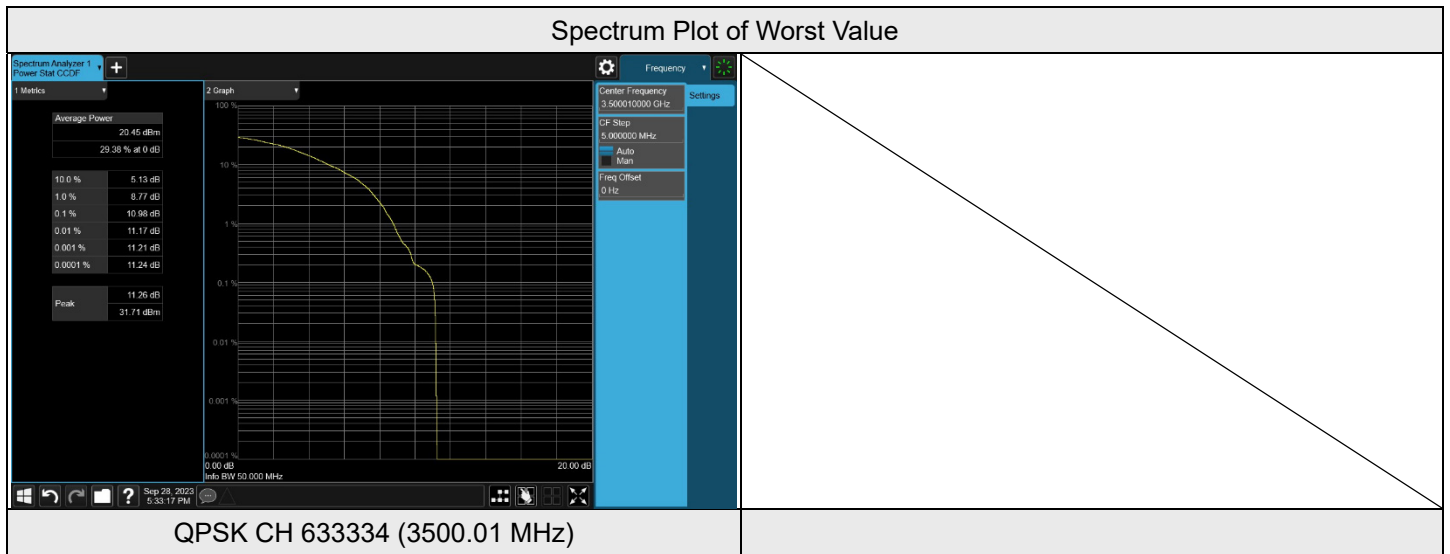 Spectrum Plot of Worst Value
Spectrum Analyzer 1
Power Stat CCDF
+
Frequency
1 Metrics
Average Power
20.45 dBm
29.38 % at 0 dB
10.0 % 5.13 dB
1.0 % 8.77 dB
0.1 % 10.98 dB
0.01 % 11.17 dB
0.001 % 11.21 dB
0.0001 % 11.24 dB
Peak 11.26 dB
31.71 dBm
2 Graph
100 %
10 %
1 %
0.1 %
0.01 %
0.001 %
0.0001 %
0.00 dB 20.00 dB
Info BW 50.000 MHz
Center Frequency
3.500010000 GHz
Settings
CF Step
5.000000 MHz
Auto
Man
Freq Offset
0 Hz
?
Sep 28, 2023
5:33:17 PM
QPSK CH 633334 (3500.01 MHz)